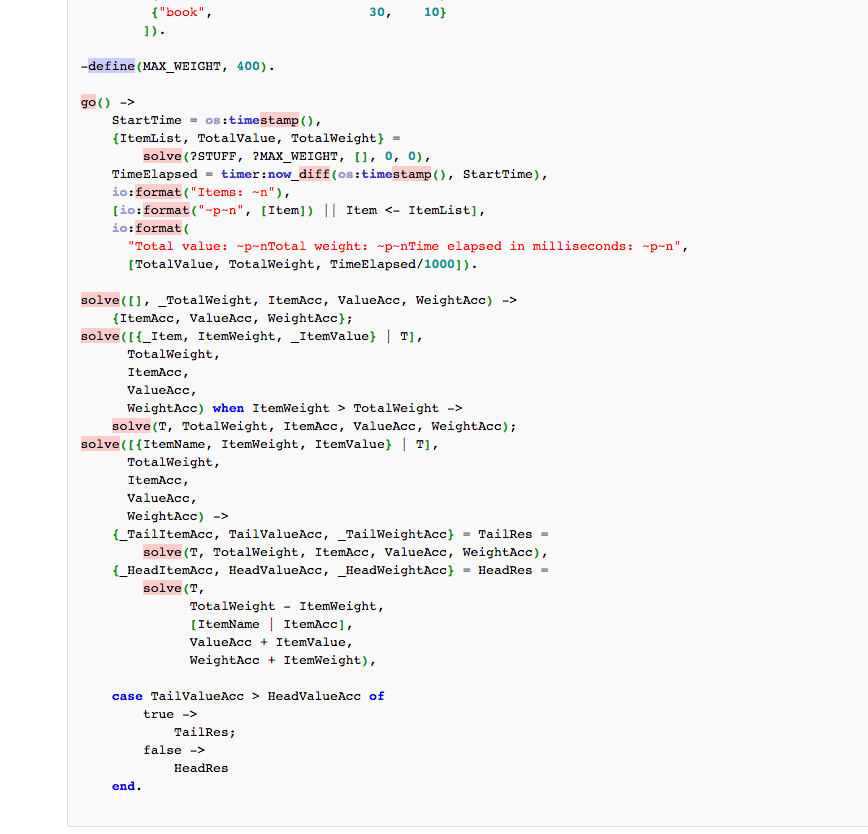 {"book",                    30,    10}
]).
-define(MAX_WEIGHT, 400).
go() ->
    StartTime = os:timestamp(),
    {ItemList, TotalValue, TotalWeight} =
        solve(?STUFF, ?MAX_WEIGHT, [], 0, 0),
    TimeElapsed = timer:now_diff(os:timestamp(), StartTime),
    io:format("Items: ~n"),
    [io:format("~p~n", [Item]) || Item <- ItemList],
    io:format(
      "Total value: ~p~nTotal weight: ~p~nTime elapsed in milliseconds: ~p~n",
      [TotalValue, TotalWeight, TimeElapsed/1000]).
solve([], _TotalWeight, ItemAcc, ValueAcc, WeightAcc) ->
    {ItemAcc, ValueAcc, WeightAcc};
solve([{_Item, ItemWeight, _ItemValue} | T],
      TotalWeight,
      ItemAcc,
      ValueAcc,
      WeightAcc) when ItemWeight > TotalWeight ->
    solve(T, TotalWeight, ItemAcc, ValueAcc, WeightAcc);
solve([{ItemName, ItemWeight, ItemValue} | T],
      TotalWeight,
      ItemAcc,
      ValueAcc,
      WeightAcc) ->
    {_TailItemAcc, TailValueAcc, _TailWeightAcc} = TailRes =
        solve(T, TotalWeight, ItemAcc, ValueAcc, WeightAcc),
    {_HeadItemAcc, HeadValueAcc, _HeadWeightAcc} = HeadRes =
        solve(T,
              TotalWeight - ItemWeight,
              [ItemName | ItemAcc],
              ValueAcc + ItemValue,
              WeightAcc + ItemWeight),
    case TailValueAcc > HeadValueAcc of
        true ->
            TailRes;
        false ->
            HeadRes
    end.